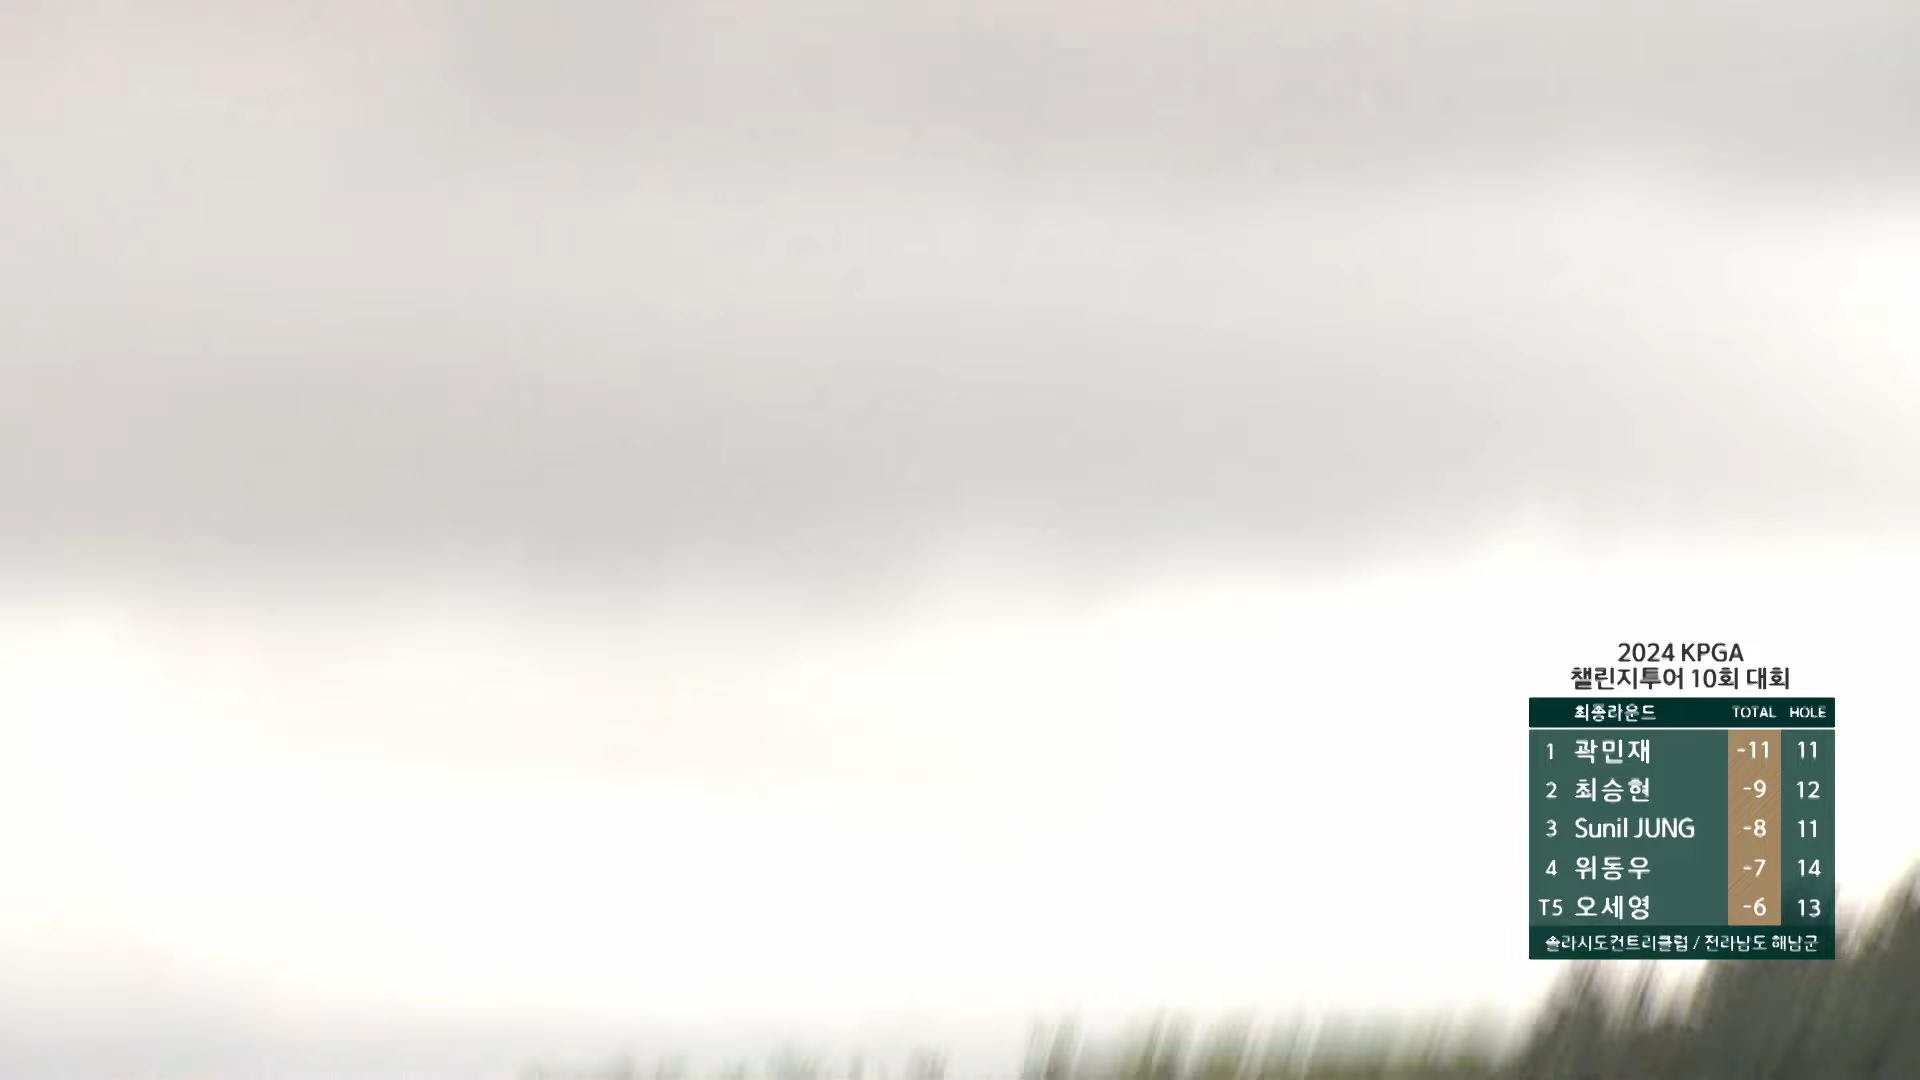 2024 KPGA
챌린지투어 10회 대회
최종라운드 TOTAL HOLE
1 곽민재 -11 11
2 최승현 -9 12
3 Sunil JUNG -8 11
4 위동우 -7 14
T5 오세영 -6 13
솔라시도컨트리클럽 / 전라남도 해남군